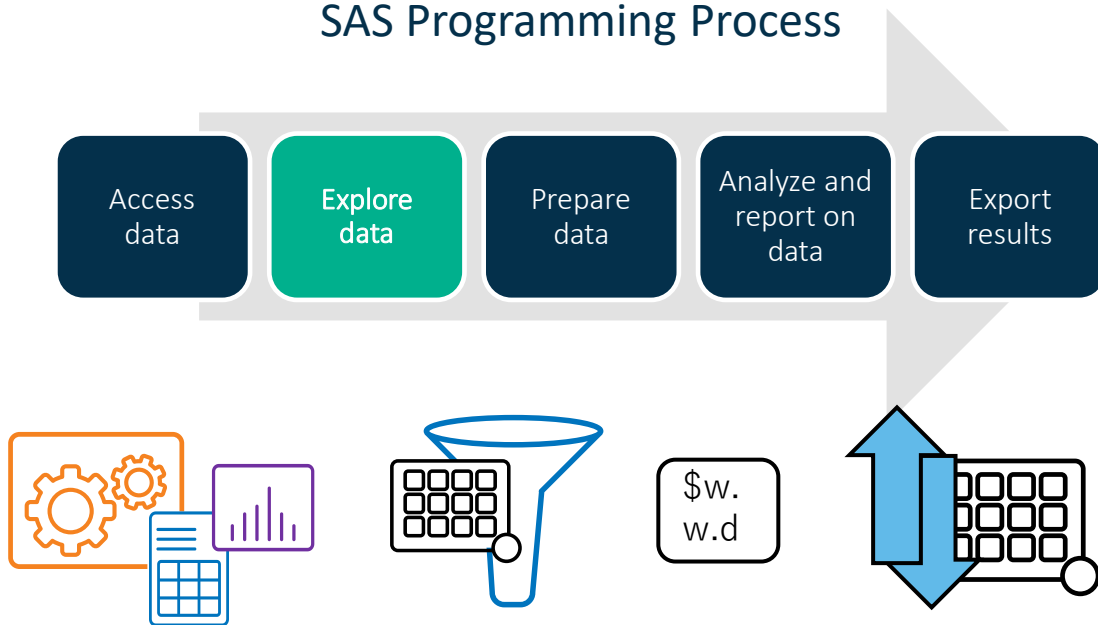 SAS Programming Process
Access
data
Explore
data
Prepare
data
Analyze and
report on
data
Export
results
$w.
w.d